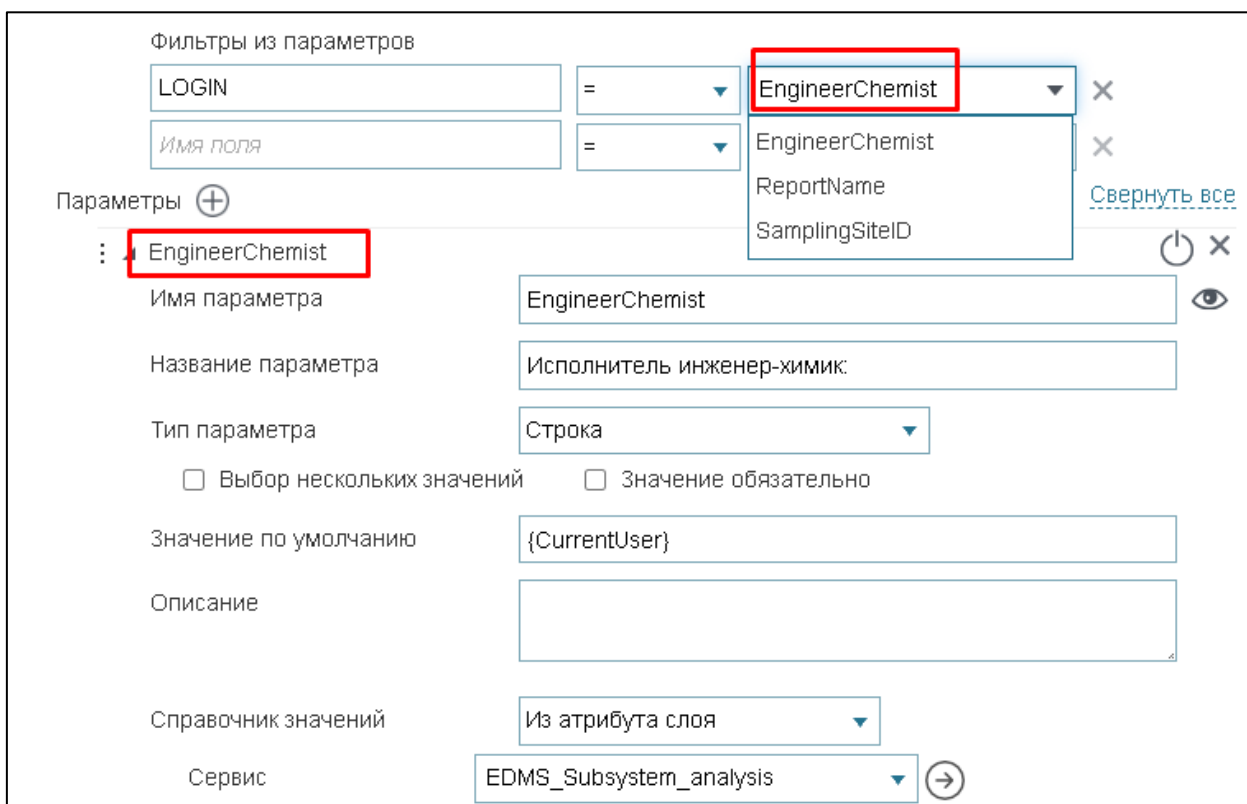 Фильтры из параметров
LOGIN = EngineerChemist
Имя поля = EngineerChemist
ReportName
Параметры Свернуть все
SamplingSiteID
EngineerChemist
Имя параметра EngineerChemist
Название параметра Исполнитель инженер-химик:
Тип параметра Строка
Выбор нескольких значений Значение обязательно
Значение по умолчанию {CurrentUser}
Описание
Справочник значений Из атрибута слоя
Сервис EDMS_Subsystem_analysis